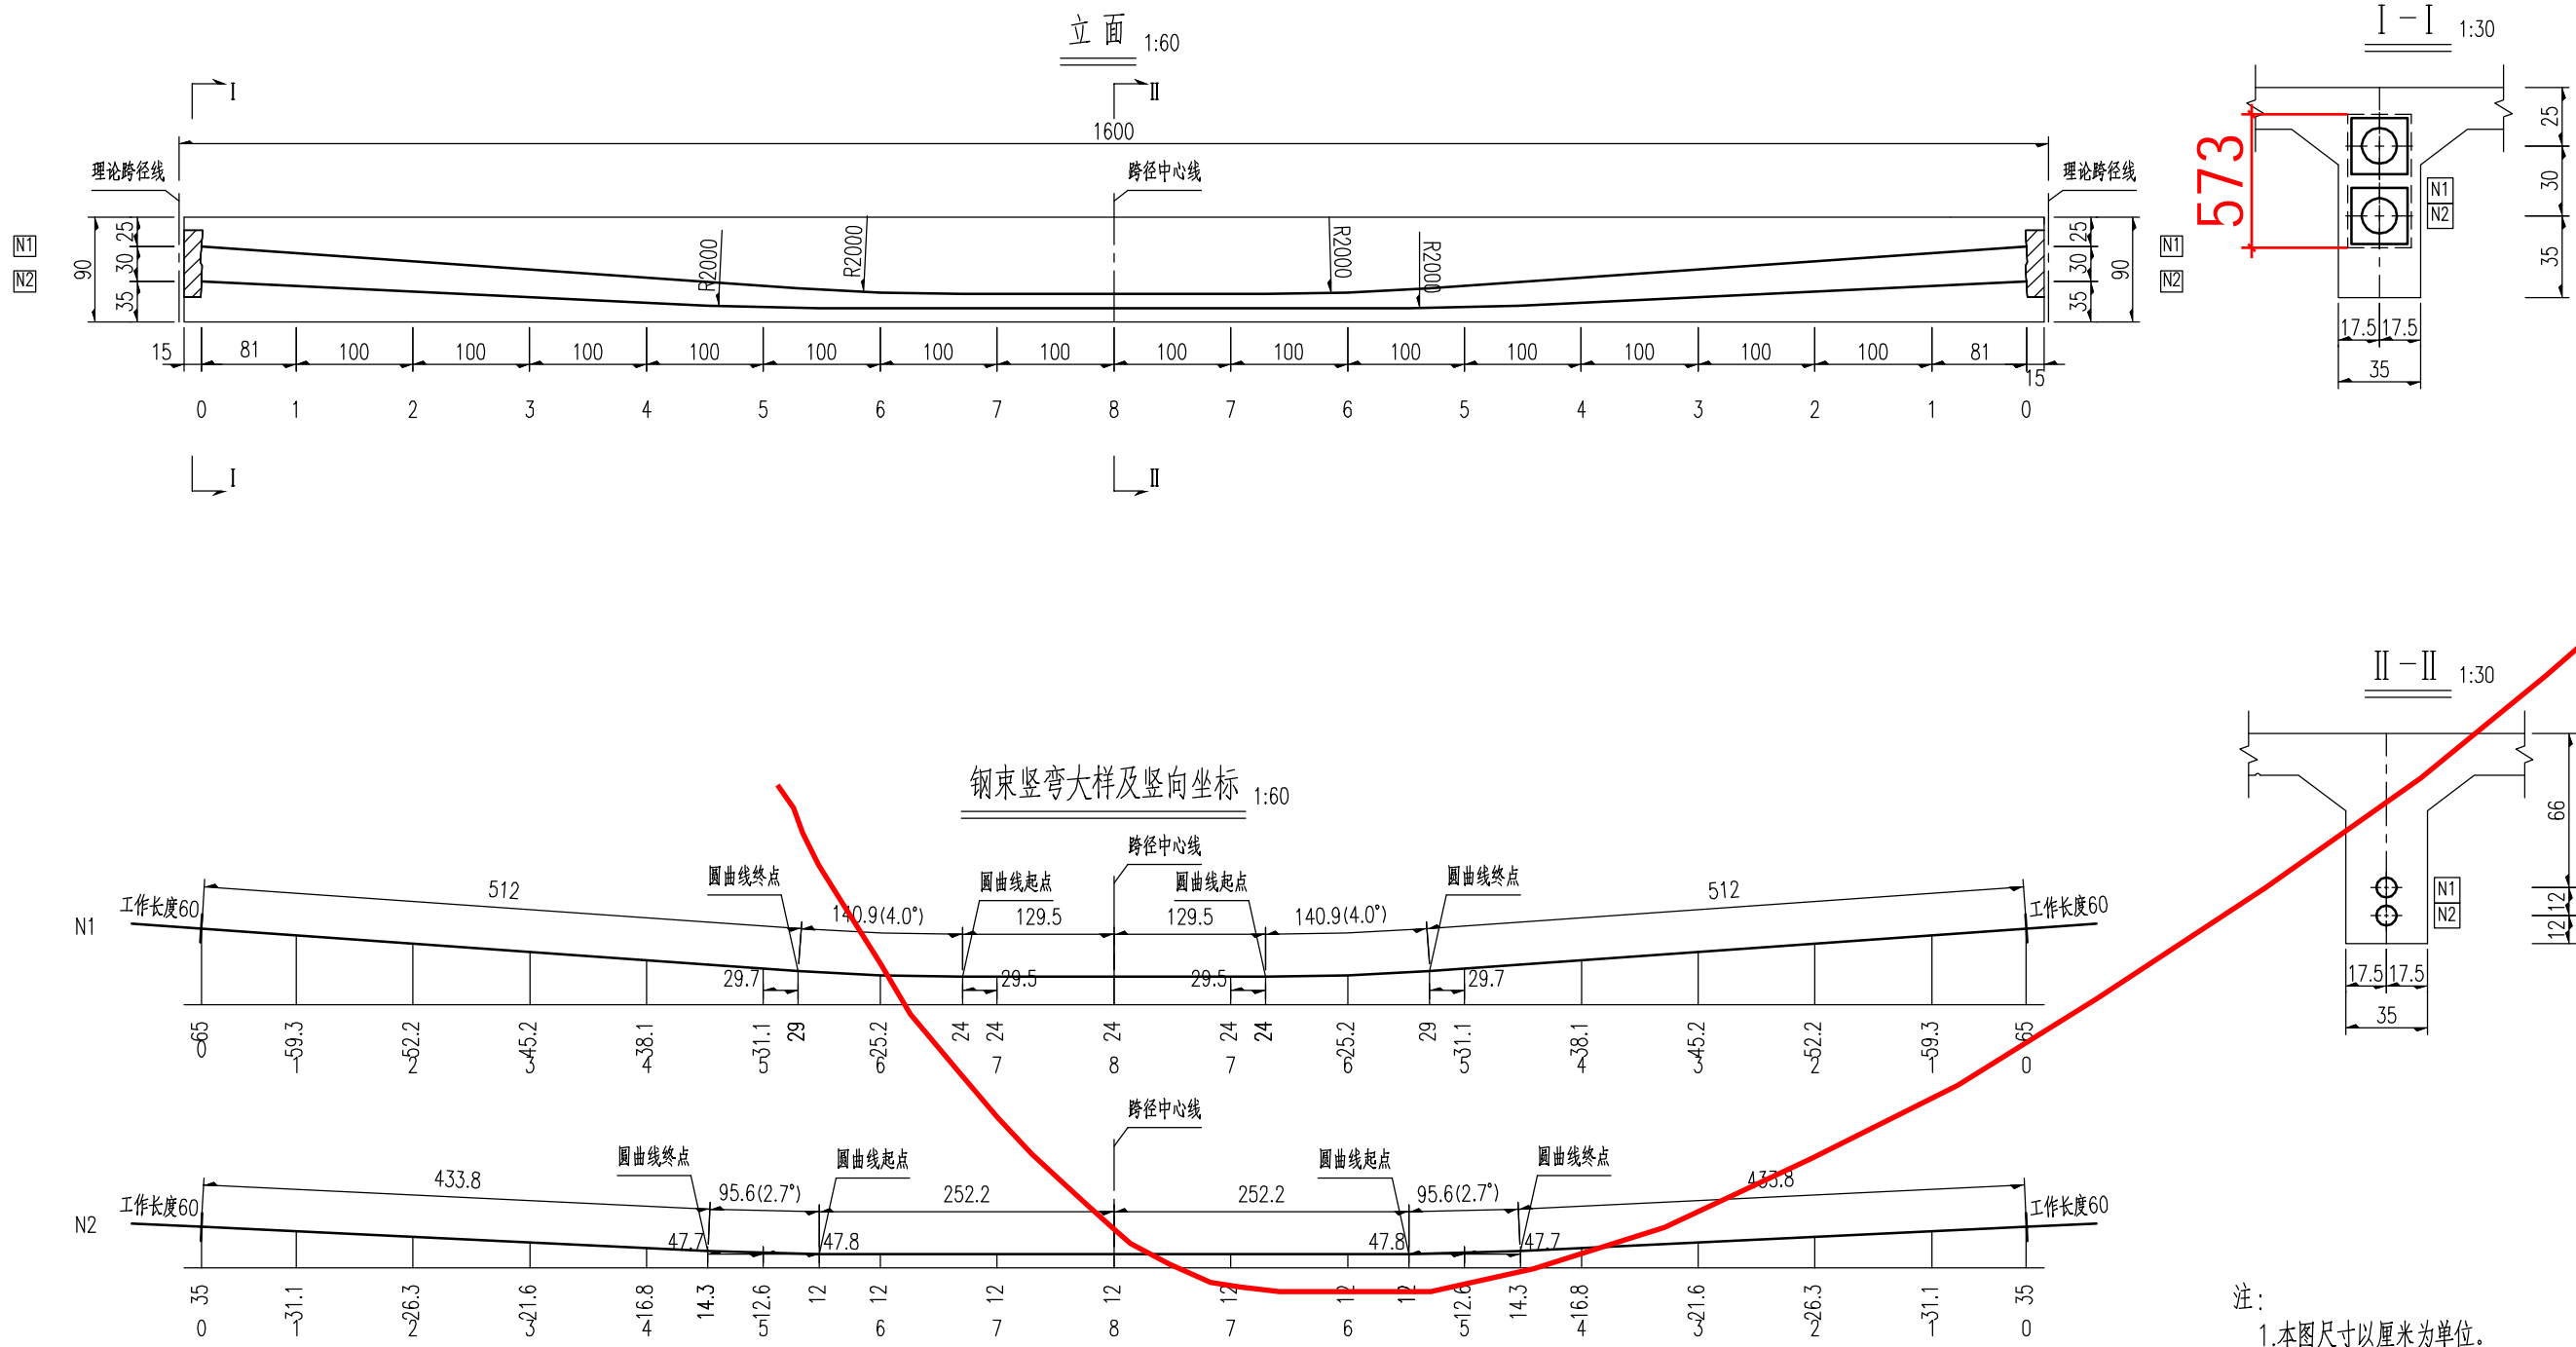 立面 1:60
I I
II II
1600
理论跨径线
跨径中心线
理论跨径线
N1
N2
90
25
30
35
R2000
R2000
R2000
R2000
25
30
35
90
N1
N2
15 81 100 100 100 100 100 100 100 100 100 100 100 100 100 100 81 15
0 1 2 3 4 5 6 7 8 7 6 5 4 3 2 1 0
I-I 1:30
573
N1
N2
25
30
35
17.5 17.5
35
钢束竖弯大样及竖向坐标 1:60
跨径中心线
圆曲线终点 圆曲线起点 圆曲线起点 圆曲线终点
N1 工作长度60 512 140.9(4.0°) 129.5 129.5 140.9(4.0°) 512 工作长度60
29.7 29.5 29.5 29.7
65 59.3 52.2 45.2 38.1 31.1 29 25.2 24 24 24 24 24 25.2 29 31.1 38.1 45.2 52.2 59.3 65
0 1 2 3 4 5 6 7 8 7 6 5 4 3 2 1 0
跨径中心线
圆曲线终点 圆曲线起点 圆曲线起点 圆曲线终点
N2 工作长度60 433.8 95.6(2.7°) 252.2 252.2 95.6(2.7°) 433.8 工作长度60
47.7 47.8 47.8 47.7
35 31.1 26.3 21.6 16.8 14.3 12.6 12 12 12 12 12 12 12 12.6 14.3 16.8 21.6 26.3 31.1 35
0 1 2 3 4 5 6 7 8 7 6 5 4 3 2 1 0
II-II 1:30
66
12
12
N1
N2
17.5 17.5
35
注:
1.本图尺寸以厘米为单位。